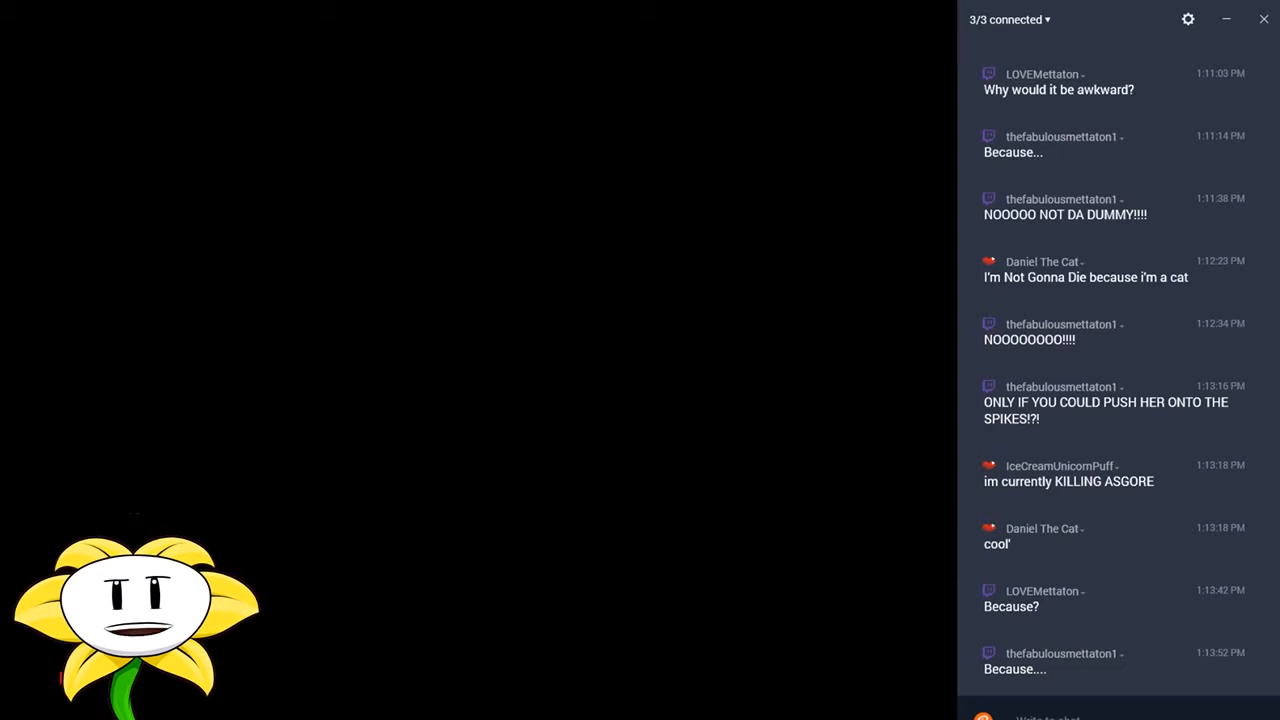 3/3 connected ▾
LOVEMettaton 1:11:03 PM
Why would it be awkward?
thefabulousmettaton1 1:11:14 PM
Because...
thefabulousmettaton1 1:11:38 PM
NOOOOO NOT DA DUMMY!!!!
Daniel The Cat 1:12:23 PM
I'm Not Gonna Die because i'm a cat
thefabulousmettaton1 1:12:34 PM
NOOOOOOOO!!!!
thefabulousmettaton1 1:13:16 PM
ONLY IF YOU COULD PUSH HER ONTO THE
SPIKES!?!
IceCreamUnicornPuff 1:13:18 PM
im currently KILLING ASGORE
Daniel The Cat 1:13:18 PM
cool'
LOVEMettaton 1:13:42 PM
Because?
thefabulousmettaton1 1:13:52 PM
Because....
Write to chat